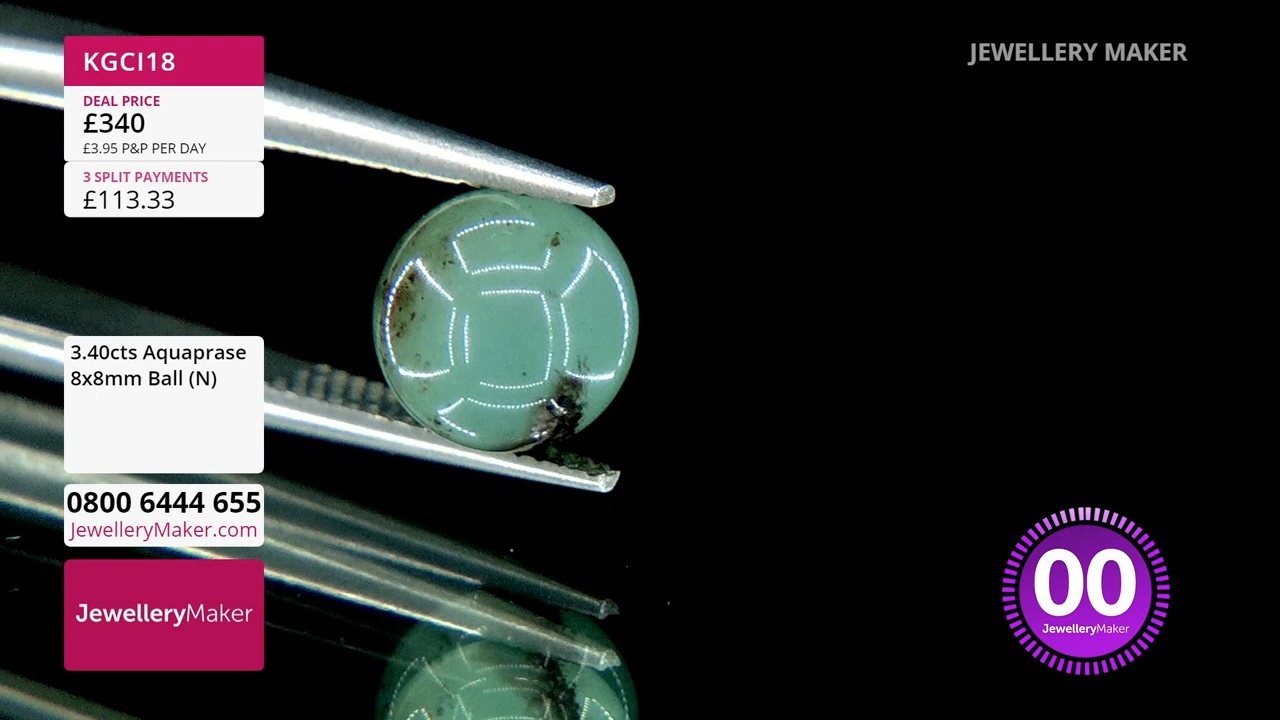 KGCI18
DEAL PRICE
£340
£3.95 P&P PER DAY
3 SPLIT PAYMENTS
£113.33
3.40cts Aquaprase
8x8mm Ball (N)
0800 6444 655
JewelleryMaker.com
JewelleryMaker
JEWELLERY MAKER
00
JewelleryMaker